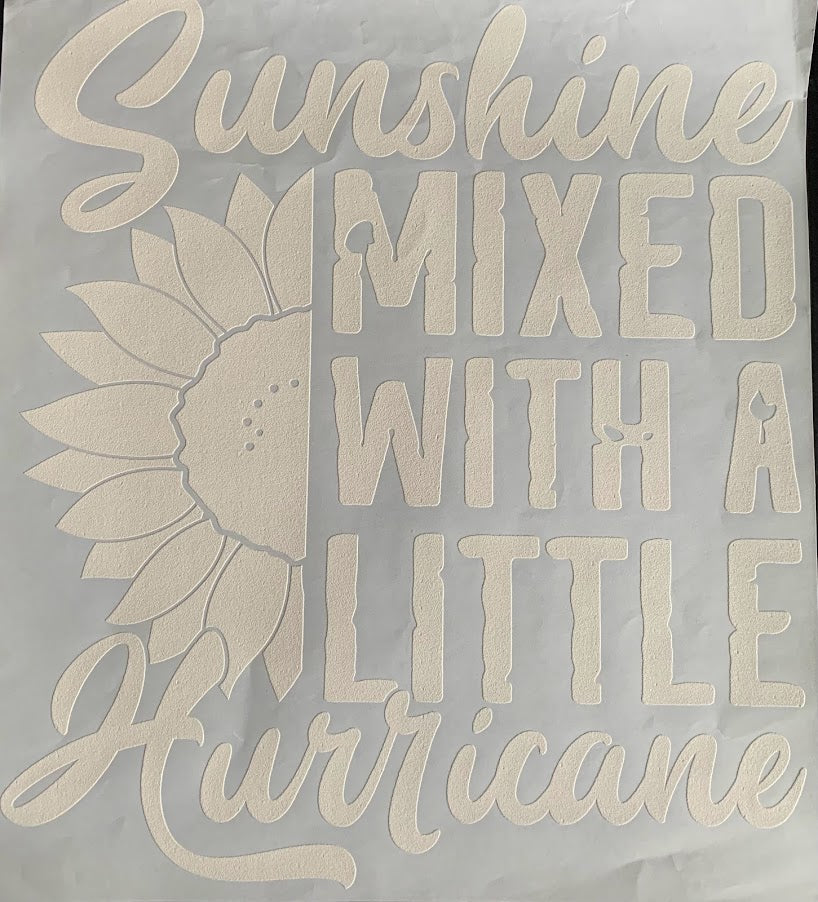 Sunshine
MIXED
WITH A
LITTLE
Hurricane